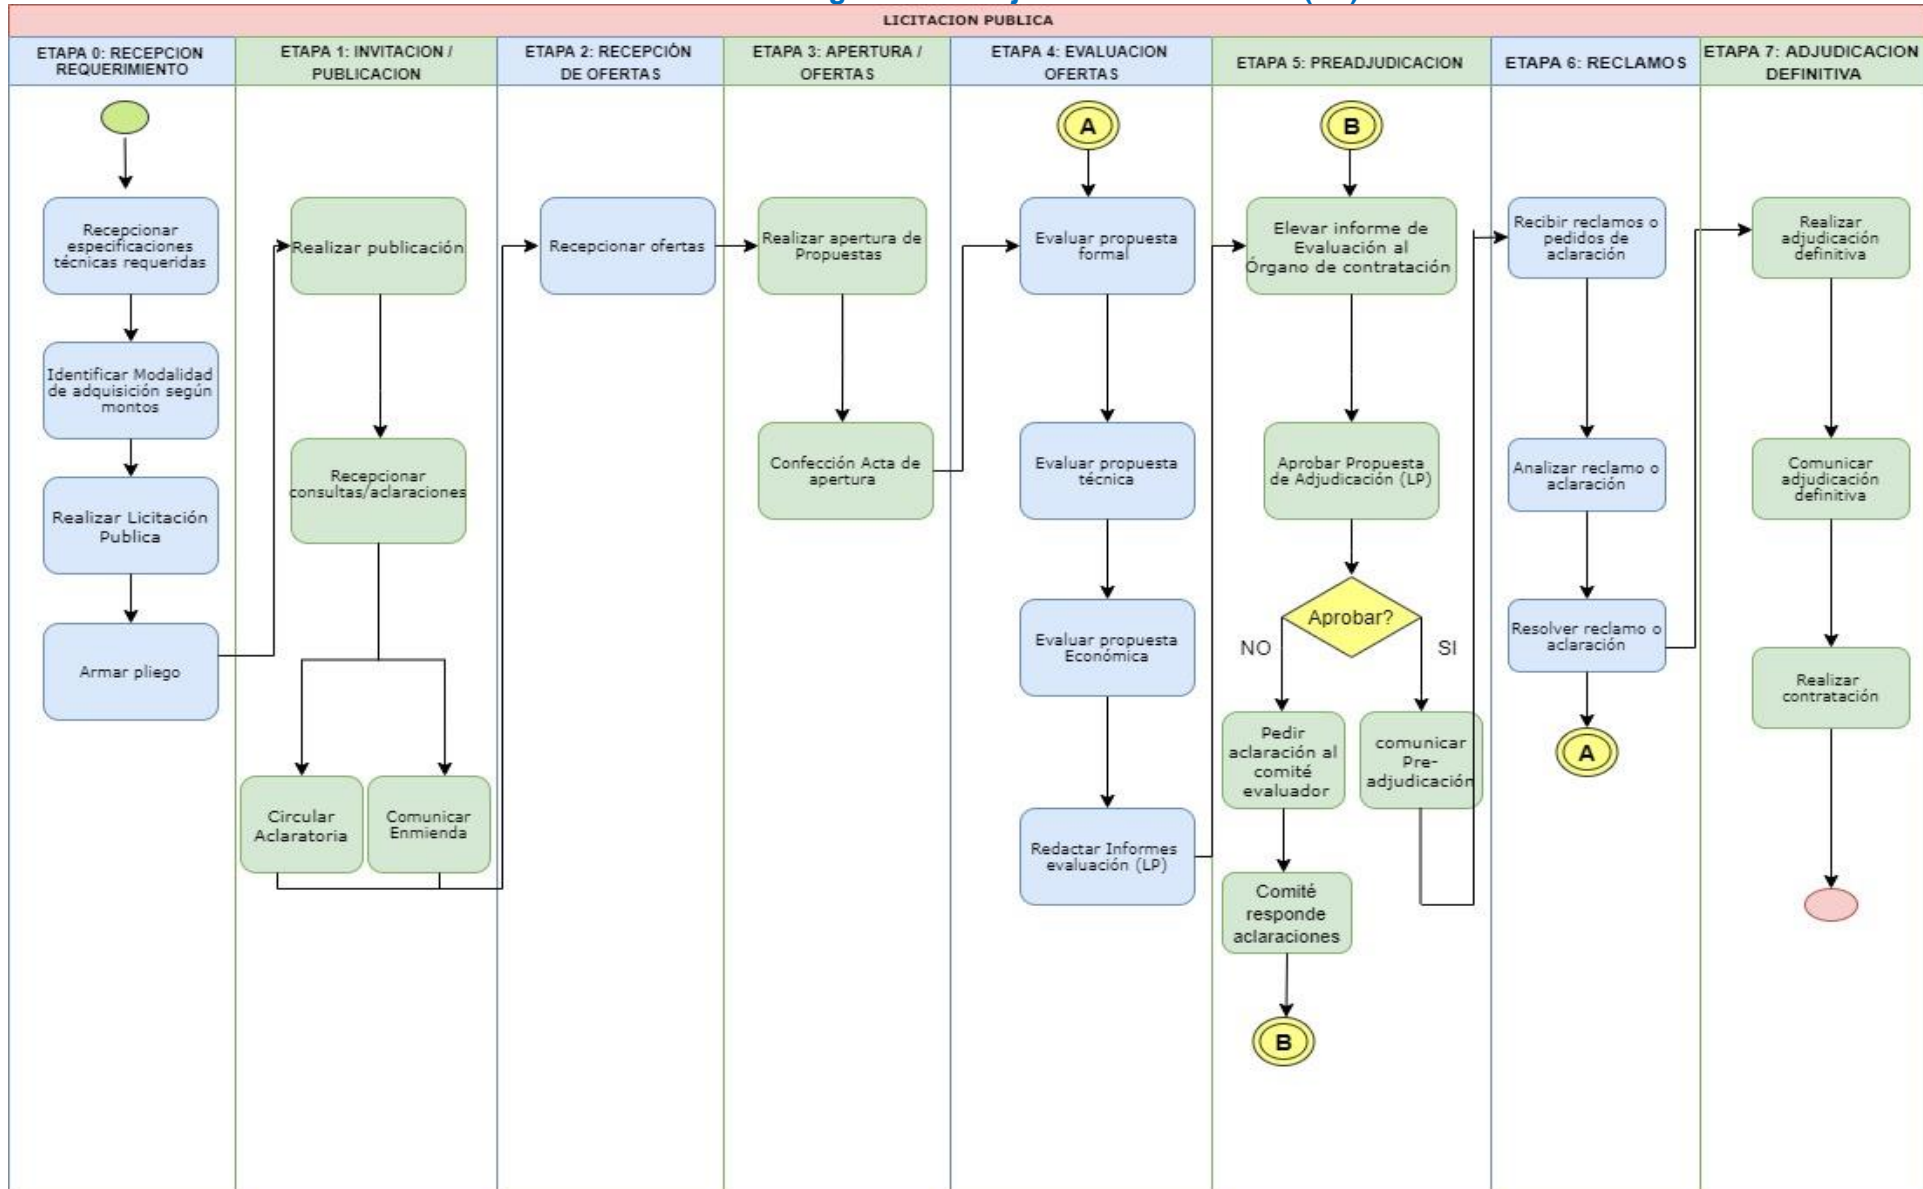 LICITACION PUBLICA
ETAPA 0: RECEPCION
REQUERIMIENTO
ETAPA 1: INVITACION /
PUBLICACION
ETAPA 2: RECEPCIÓN
DE OFERTAS
ETAPA 3: APERTURA /
OFERTAS
ETAPA 4: EVALUACION
OFERTAS
ETAPA 5: PREADJUDICACION
ETAPA 6: RECLAMOS
ETAPA 7: ADJUDICACION
DEFINITIVA
Recepcionar
especificaciones
técnicas requeridas
Identificar Modalidad
de adquisición según
montos
Realizar Licitación
Publica
Armar pliego
Realizar publicación
Recepcionar
consultas/aclaraciones
Circular
Aclaratoria
Comunicar
Enmienda
Recepcionar ofertas
Realizar apertura de
Propuestas
Confección Acta de
apertura
A
Evaluar propuesta
formal
Evaluar propuesta
técnica
Evaluar propuesta
Económica
Redactar Informes
evaluación (LP)
B
Elevar informe de
Evaluación al
Órgano de contratación
Aprobar Propuesta
de Adjudicación (LP)
Aprobar?
NO
SI
Pedir
aclaración al
comité
evaluador
comunicar
Pre-
adjudicación
Comité
responde
aclaraciones
B
Recibir reclamos o
pedidos de
aclaración
Analizar reclamo o
aclaración
Resolver reclamo o
aclaración
A
Realizar
adjudicación
definitiva
Comunicar
adjudicación
definitiva
Realizar
contratación